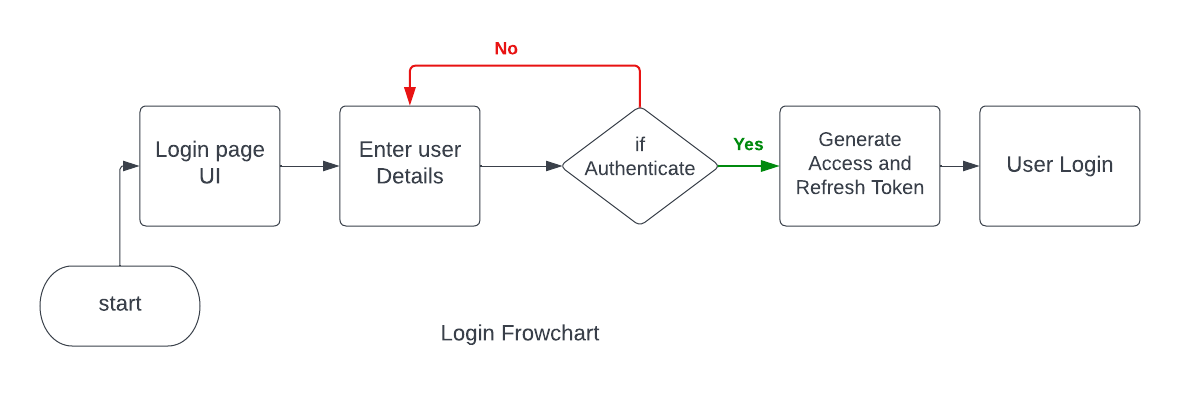 No
Login page
UI
Enter user
Details
if
Authenticate
Yes
Generate
Access and
Refresh Token
User Login
start
Login Frowchart